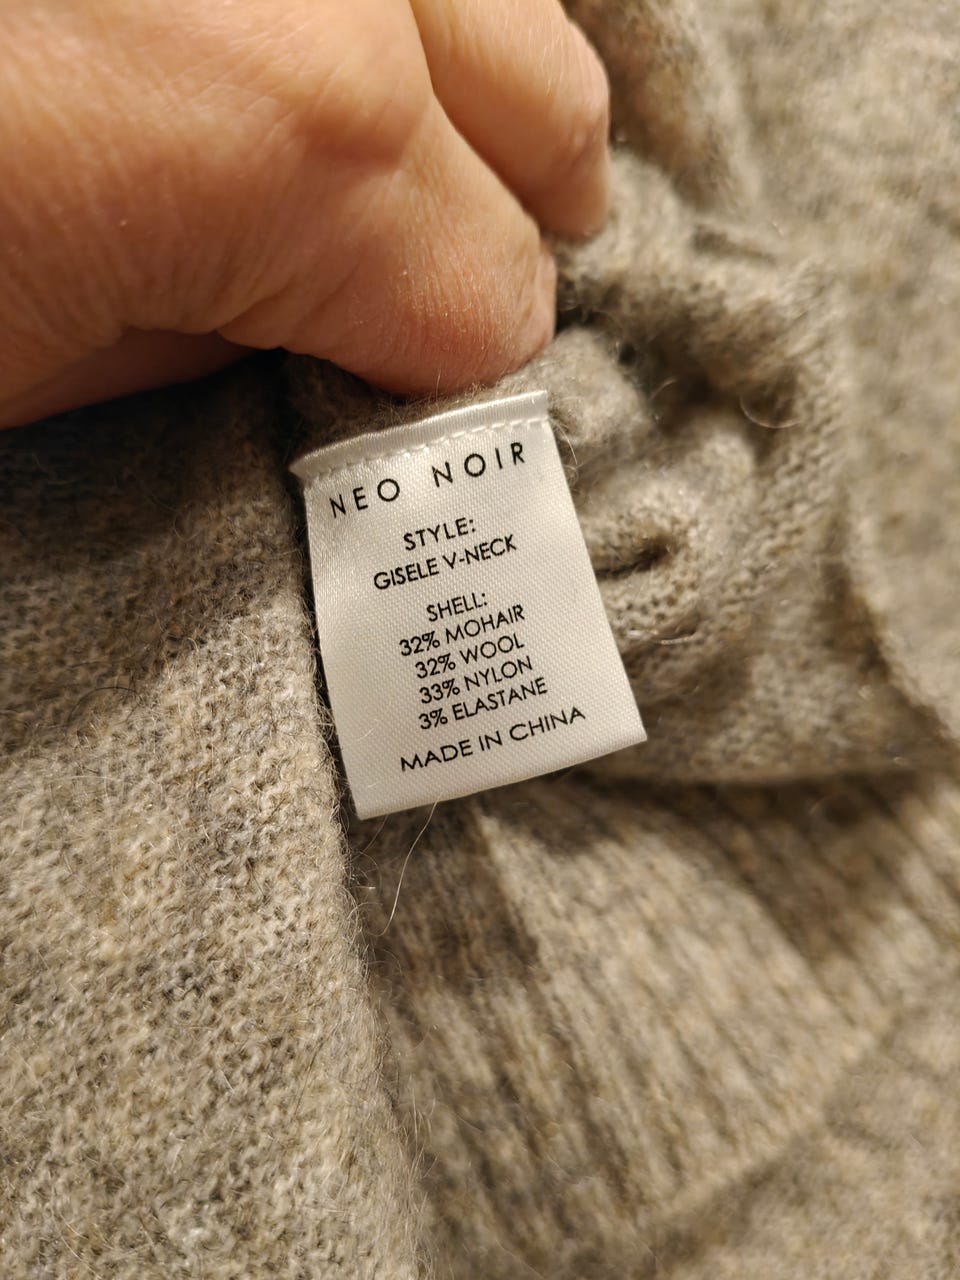 NEO NOIR
STYLE:
GISELE V-NECK
SHELL:
32% MOHAIR
32% WOOL
33% NYLON
3% ELASTANE
MADE IN CHINA